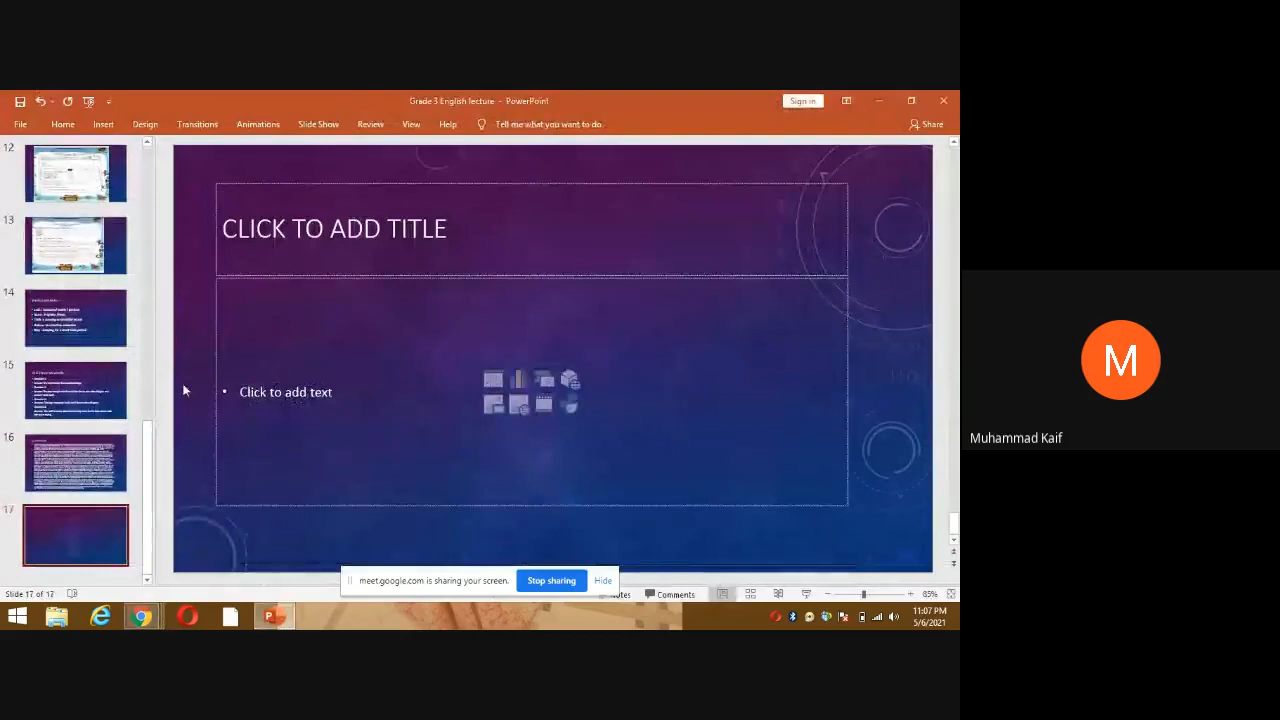 Grade 3 English lecture - PowerPoint
Sign in
File Home Insert Design Transitions Animations Slide Show Review View Help Tell me what you want to do
Share
12
13
14
15
16
17
CLICK TO ADD TITLE
• Click to add text
Muhammad Kaif
M
meet.google.com is sharing your screen. Stop sharing Hide
Slide 17 of 17
Notes Comments
85%
11:07 PM
5/6/2021